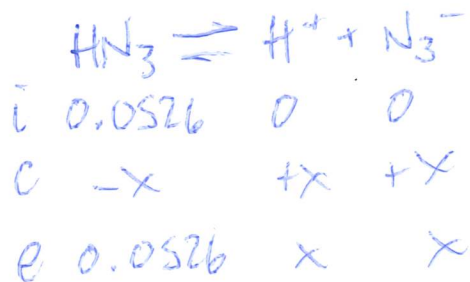 HN₃ ⇌ H⁺ + N₃⁻
i 0.0526 0 0
c -x +x +x
e 0.0526 x x